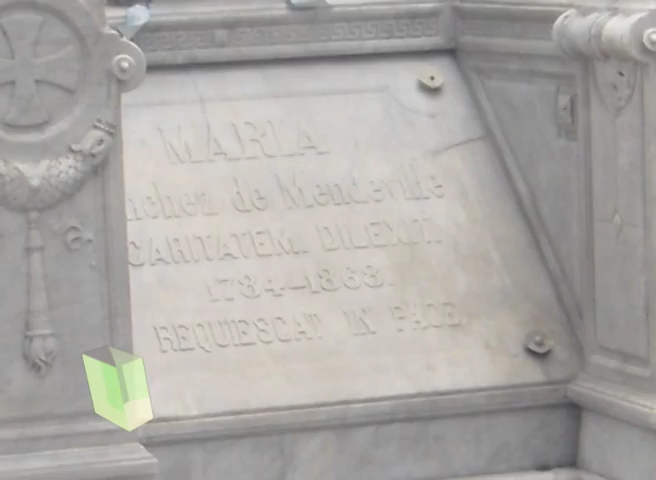 MARIA
nchez de Mendeville
CARITATEM. DILEXIT.
1784-1868.
REQUIESCAT IN PACE.